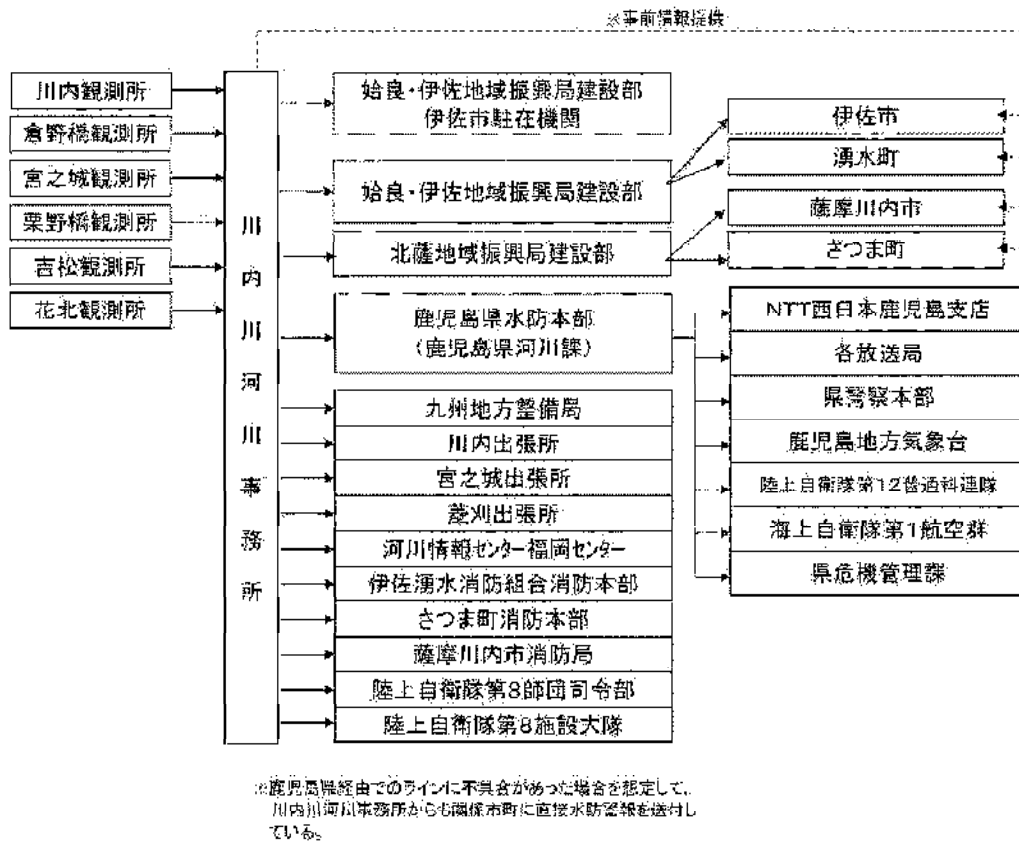 ※事前情報提供
川内観測所
倉野橋観測所
宮之城観測所
栗野橋観測所
吉松観測所
花北観測所
川内川河川事務所
姶良・伊佐地域振興局建設部
伊佐市駐在機関
姶良・伊佐地域振興局建設部
北薩地域振興局建設部
鹿児島県水防本部
(鹿児島県河川課)
九州地方整備局
川内出張所
宮之城出張所
菱刈出張所
河川情報センター福岡センター
伊佐湧水消防組合消防本部
さつま町消防本部
薩摩川内市消防局
陸上自衛隊第8師団司令部
陸上自衛隊第8施設大隊
伊佐市
湧水町
薩摩川内市
さつま町
NTT西日本鹿児島支店
各放送局
県警察本部
鹿児島地方気象台
陸上自衛隊第12普通科連隊
海上自衛隊第1航空群
県危機管理課
※鹿児島県経由でのラインに不具合があった場合を想定して、
川内川河川事務所からも関係市町に直接水防警報を送付し
ている。